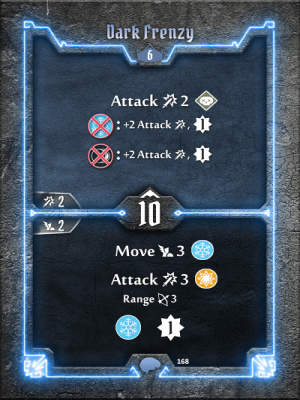 Dark Frenzy
6
Attack 2
: +2 Attack , 1
: +2 Attack , 1
2
10
2
Move 3
Attack 3
Range 3
1
168